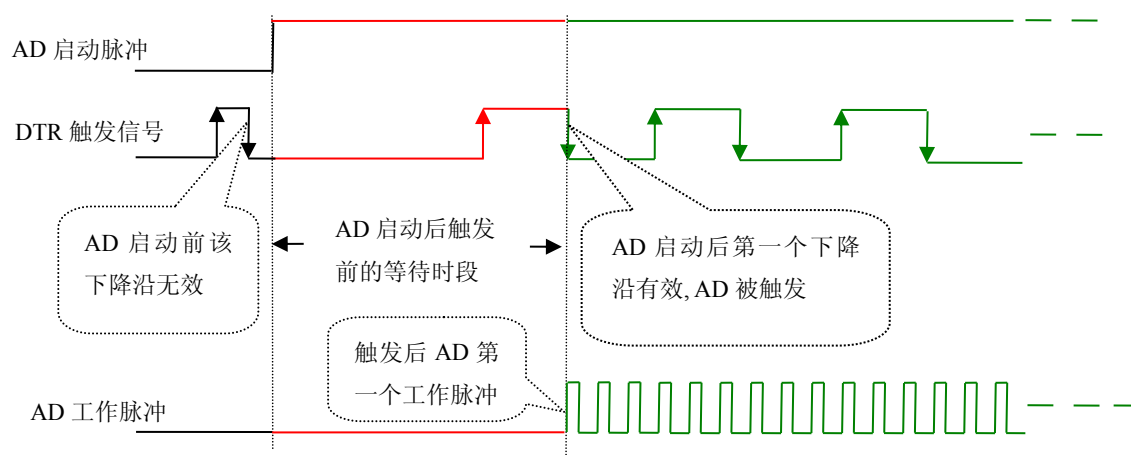 AD 启动脉冲
DTR 触发信号
AD 启动前该
下降沿无效
AD 启动后触发
前的等待时段
AD 启动后第一个下降
沿有效, AD 被触发
触发后 AD 第
一个工作脉冲
AD 工作脉冲